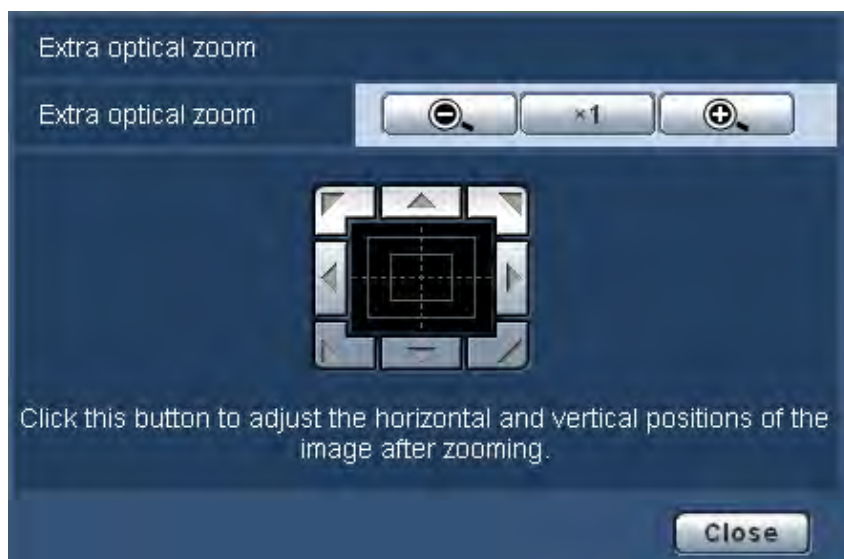 Extra optical zoom
Extra optical zoom
×1
Click this button to adjust the horizontal and vertical positions of the
image after zooming.
Close